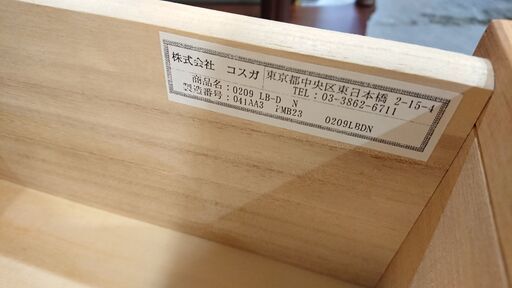 株式会社 コスガ 東京都中央区東日本橋 2-15-4
TEL:03-3862-6711
商品名:0209 LB-D N
製造番号:041AA3 FMB23 0209LBDN